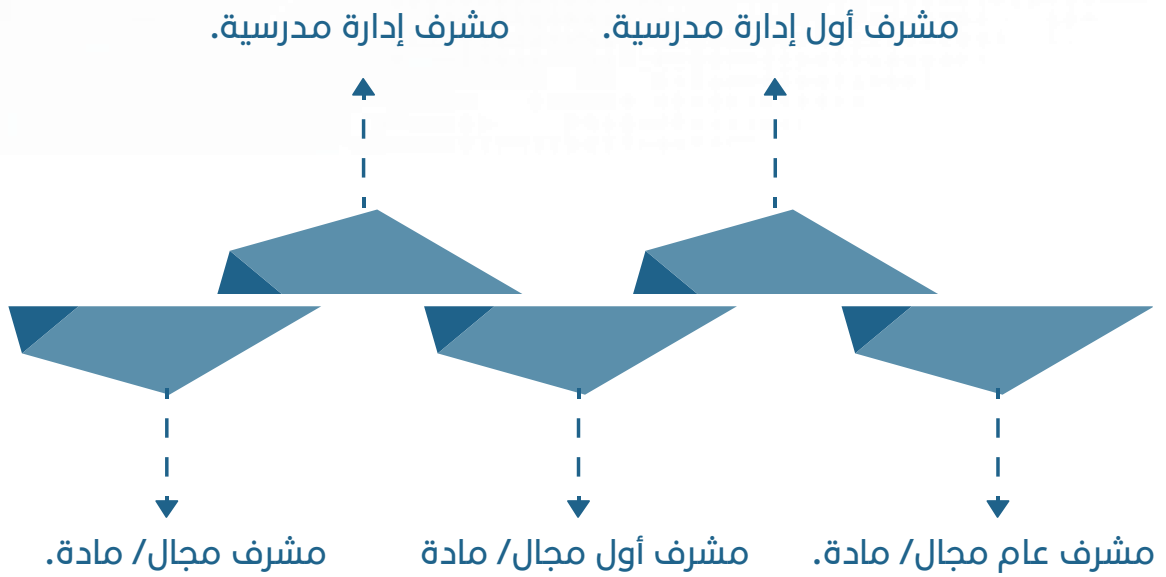 مشرف أول إدارة مدرسية.
مشرف إدارة مدرسية.
مشرف عام مجال/ مادة.
مشرف أول مجال/ مادة
مشرف مجال/ مادة.